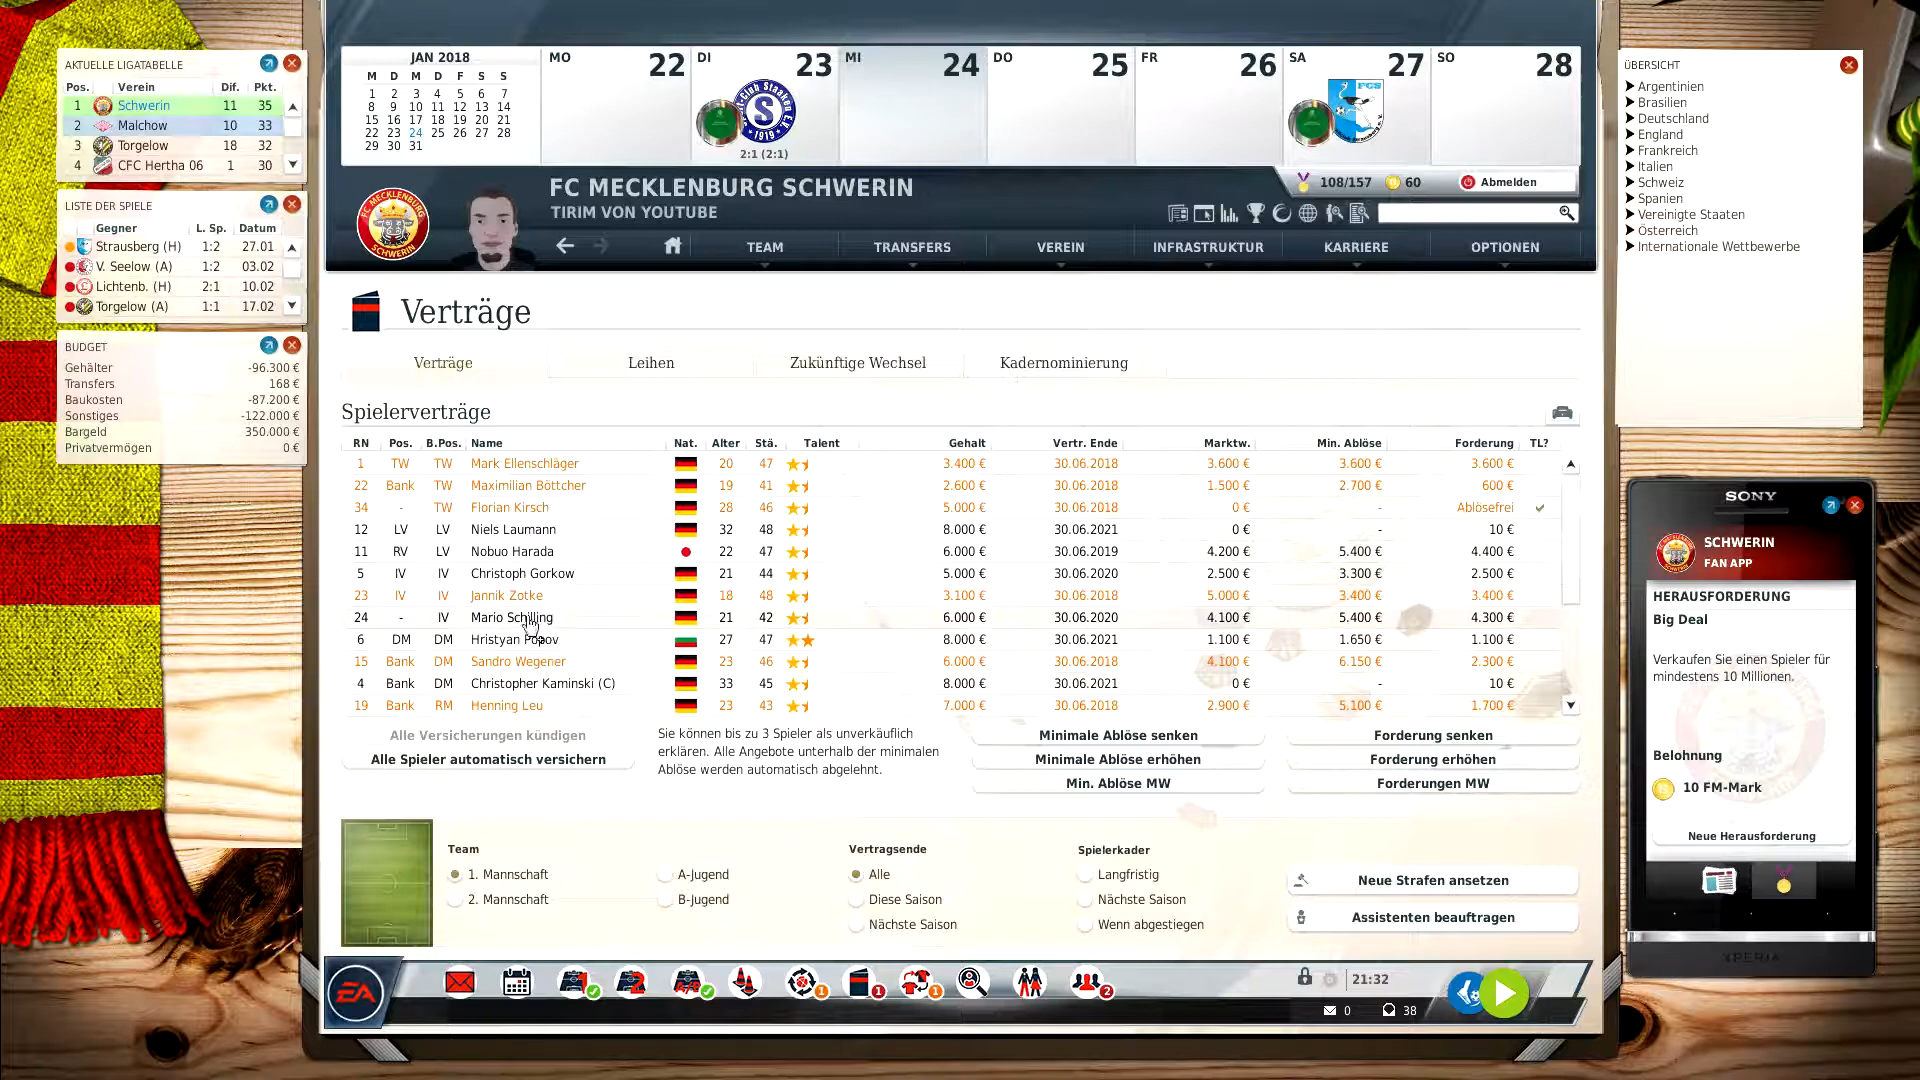 AKTUELLE LIGATABELLE
Pos. Verein Dif. Pkt.
1 Schwerin 11 35
2 Malchow 10 33
3 Torgelow 18 32
4 CFC Hertha 06 1 30
LISTE DER SPIELE
Gegner L. Sp. Datum
Strausberg (H) 1:2 27.01
V. Seelow (A) 1:2 03.02
Lichtenb. (H) 2:1 10.02
Torgelow (A) 1:1 17.02
BUDGET
Gehälter -96.300 €
Transfers 168 €
Baukosten -87.200 €
Sonstiges -122.000 €
Bargeld 350.000 €
Privatvermögen 0 €
JAN 2018
M D M D F S S
1 2 3 4 5 6 7
8 9 10 11 12 13 14
15 16 17 18 19 20 21
22 23 24 25 26 27 28
29 30 31
MO 22 DI 23 MI 24 DO 25 FR 26 SA 27 SO 28
2:1 (2:1)
FC MECKLENBURG SCHWERIN
TIRIM VON YOUTUBE
108/157 60 Abmelden
TEAM TRANSFERS VEREIN INFRASTRUKTUR KARRIERE OPTIONEN
Verträge
Verträge Leihen Zukünftige Wechsel Kadernominierung
Spielerverträge
RN Pos. B.Pos. Name Nat. Alter Stä. Talent Gehalt Vertr. Ende Marktw. Min. Ablöse Forderung TL?
1 TW TW Mark Ellenschläger 20 47 3.400 € 30.06.2018 3.600 € 3.600 € 3.600 €
22 Bank TW Maximilian Böttcher 19 41 2.600 € 30.06.2018 1.500 € 2.700 € 600 €
34 - TW Florian Kirsch 28 46 5.000 € 30.06.2018 0 € - Ablösefrei
12 LV LV Niels Laumann 32 48 8.000 € 30.06.2021 0 € - 10 €
11 RV LV Nobuo Harada 22 47 6.000 € 30.06.2019 4.200 € 5.400 € 4.400 €
5 IV IV Christoph Gorkow 21 44 5.000 € 30.06.2020 2.500 € 3.300 € 2.500 €
23 IV IV Jannik Zotke 18 48 3.100 € 30.06.2018 5.000 € 3.400 € 3.400 €
24 - IV Mario Schilling 21 42 6.000 € 30.06.2020 4.100 € 5.400 € 4.300 €
6 DM DM Hristyan Popov 27 47 8.000 € 30.06.2021 1.100 € 1.650 € 1.100 €
15 Bank DM Sandro Wegener 23 46 6.000 € 30.06.2018 4.100 € 6.150 € 2.300 €
4 Bank DM Christopher Kaminski (C) 33 45 8.000 € 30.06.2021 0 € - 10 €
19 Bank RM Henning Leu 23 43 7.000 € 30.06.2018 2.900 € 5.100 € 1.700 €
Alle Versicherungen kündigen
Alle Spieler automatisch versichern
Sie können bis zu 3 Spieler als unverkäuflich
erklären. Alle Angebote unterhalb der minimalen
Ablöse werden automatisch abgelehnt.
Minimale Ablöse senken
Minimale Ablöse erhöhen
Min. Ablöse MW
Forderung senken
Forderung erhöhen
Forderungen MW
Team
1. Mannschaft A-Jugend
2. Mannschaft B-Jugend
Vertragsende
Alle
Diese Saison
Nächste Saison
Spielerkader
Langfristig
Nächste Saison
Wenn abgestiegen
Neue Strafen ansetzen
Assistenten beauftragen
EA
1 2 A/B 1 1 1 2
21:32
0 38
ÜBERSICHT
Argentinien
Brasilien
Deutschland
England
Frankreich
Italien
Schweiz
Spanien
Vereinigte Staaten
Österreich
Internationale Wettbewerbe
SONY
SCHWERIN
FAN APP
HERAUSFORDERUNG
Big Deal
Verkaufen Sie einen Spieler für
mindestens 10 Millionen.
Belohnung
10 FM-Mark
Neue Herausforderung
XPERIA